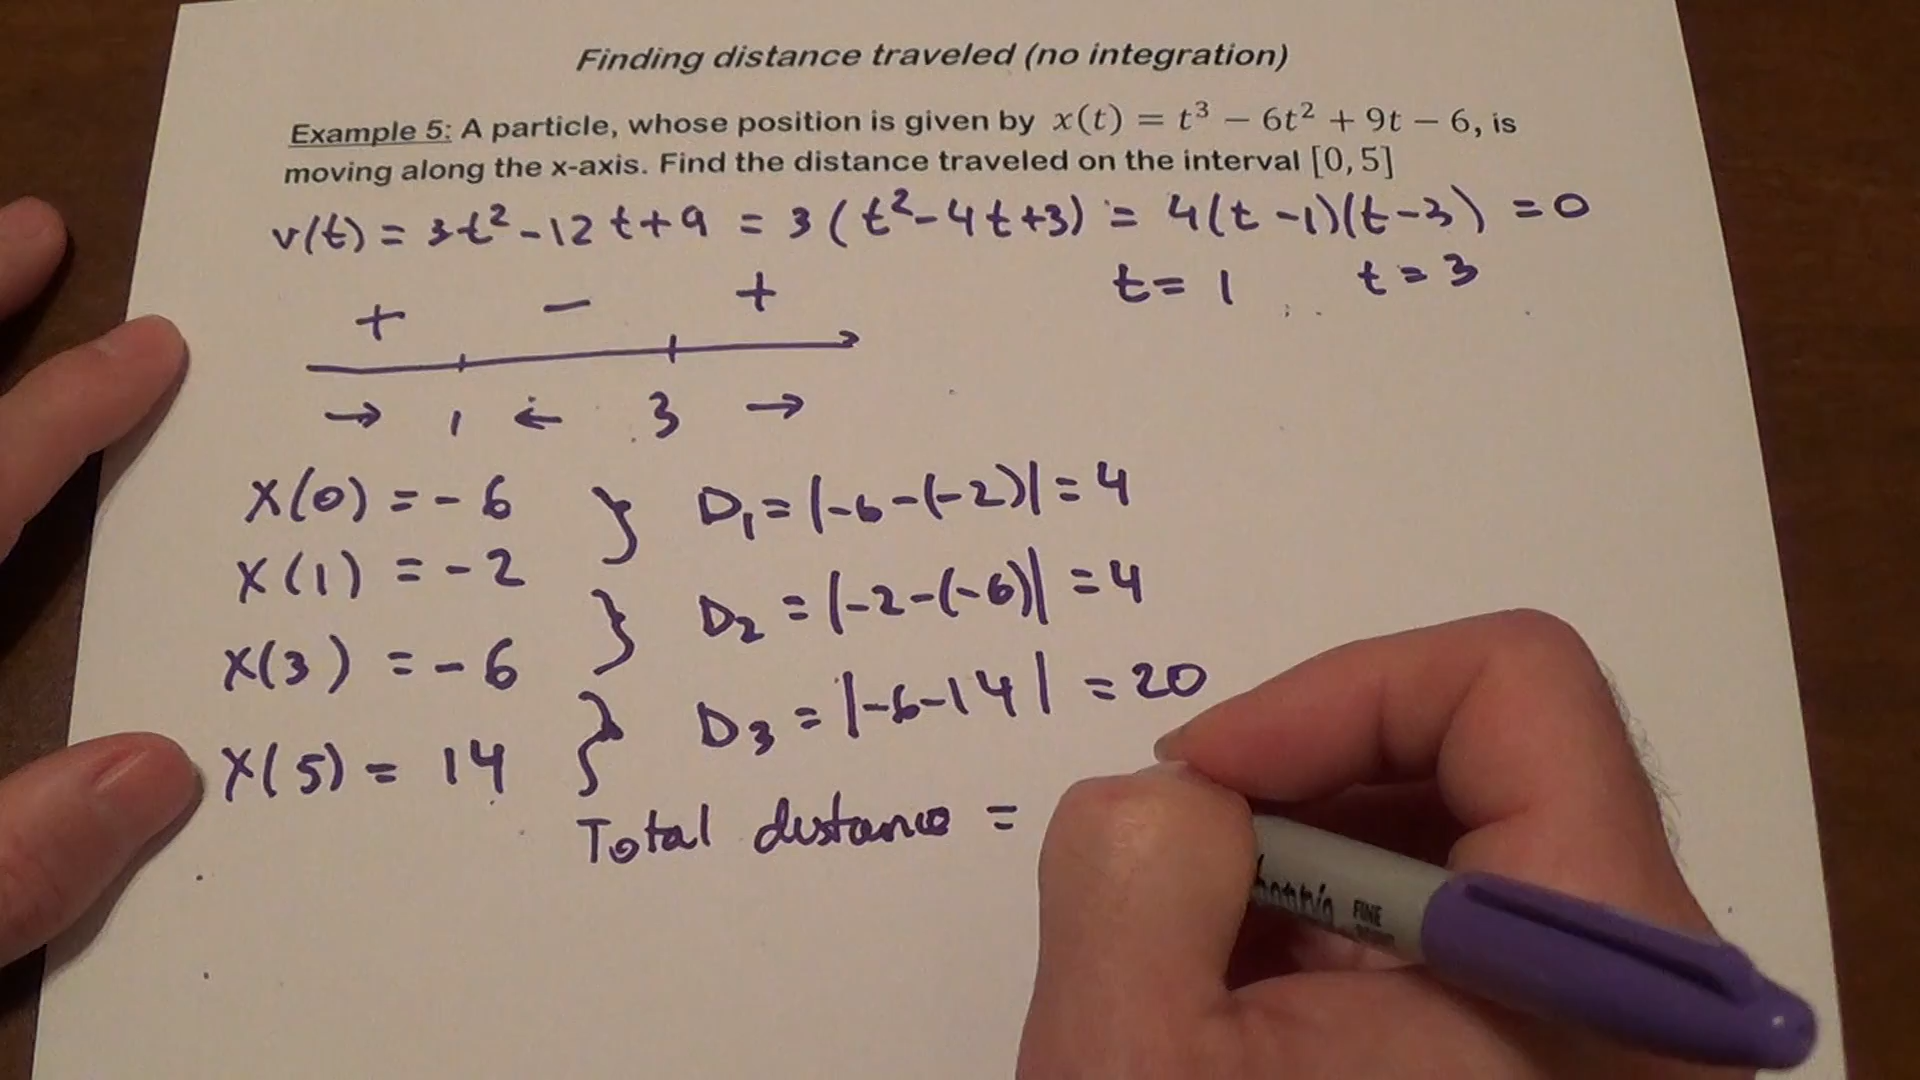 Finding distance traveled (no integration)
Example 5: A particle, whose position is given by x(t) = t³ − 6t² + 9t − 6, is
moving along the x-axis. Find the distance traveled on the interval [0, 5]
v(t) = 3t² - 12t + 9 = 3(t² - 4t + 3) = 4(t - 1)(t - 3) = 0
t = 1 t = 3
+ − +
→ 1 ← 3 →
X(0) = - 6 } D₁ = |-6-(-2)| = 4
X(1) = - 2
} D₂ = |-2-(-6)| = 4
X(3) = - 6
} D₃ = |-6-14| = 20
X(5) = 14
Total distance =
FINE